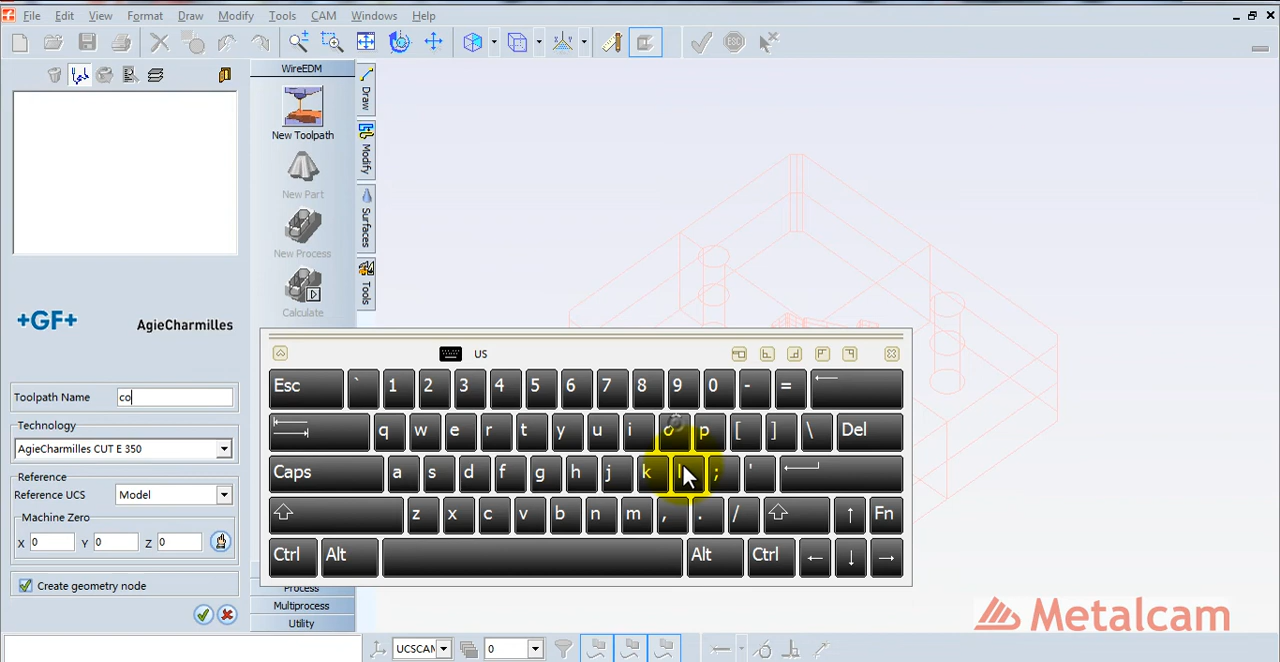 File Edit View Insert Format Draw Modify Tools CAM Windows Help
WireEDM
New Toolpath
New Part
New Process
Calculate
Draw
Modify
Surfaces
Tools
+GF+ AgieCharmilles
Toolpath Name co
Technology
AgieCharmilles CUT E 350
Reference
Reference UCS Model
Machine Zero
X 0 Y 0 Z 0
Create geometry node
US
Esc ` 1 2 3 4 5 6 7 8 9 0 - =
q w e r t y u i o p [ ] \ Del
Caps a s d f g h j k l ; '
z x c v b n m , . / Fn
Ctrl Alt Alt Ctrl
Process
Multiprocess
Utility
UCSCAN 0
Metalcam